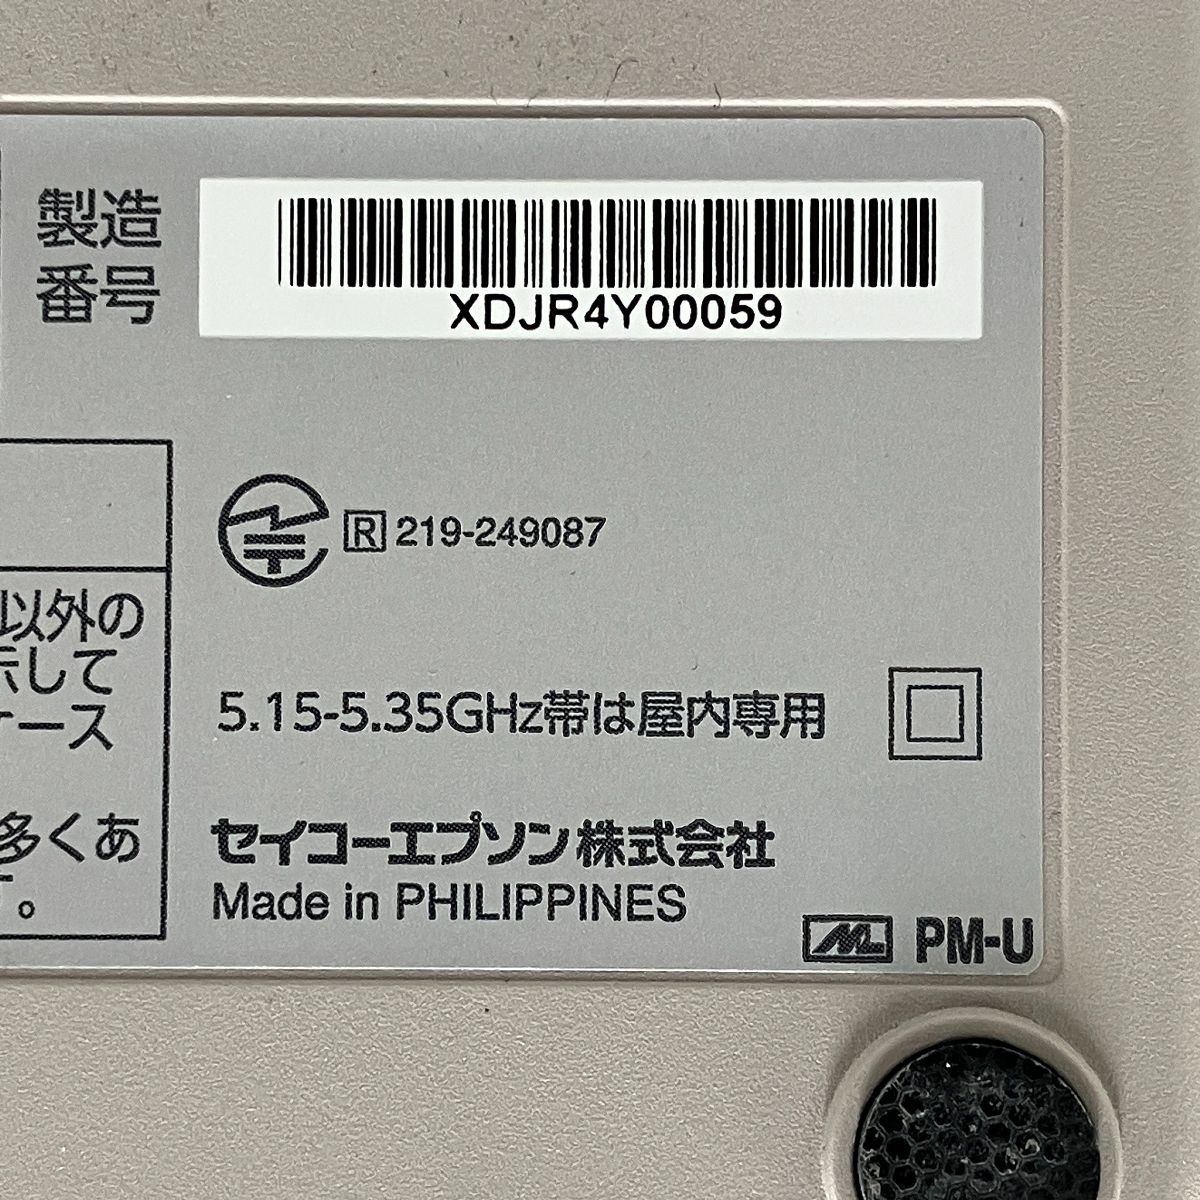 製造
番号
XDJR4Y00059
R 219-249087
以外の
示して
ケース
多くあ
。
5.15-5.35GHz帯は屋内専用
セイコーエプソン株式会社
Made in PHILIPPINES
ML PM-U